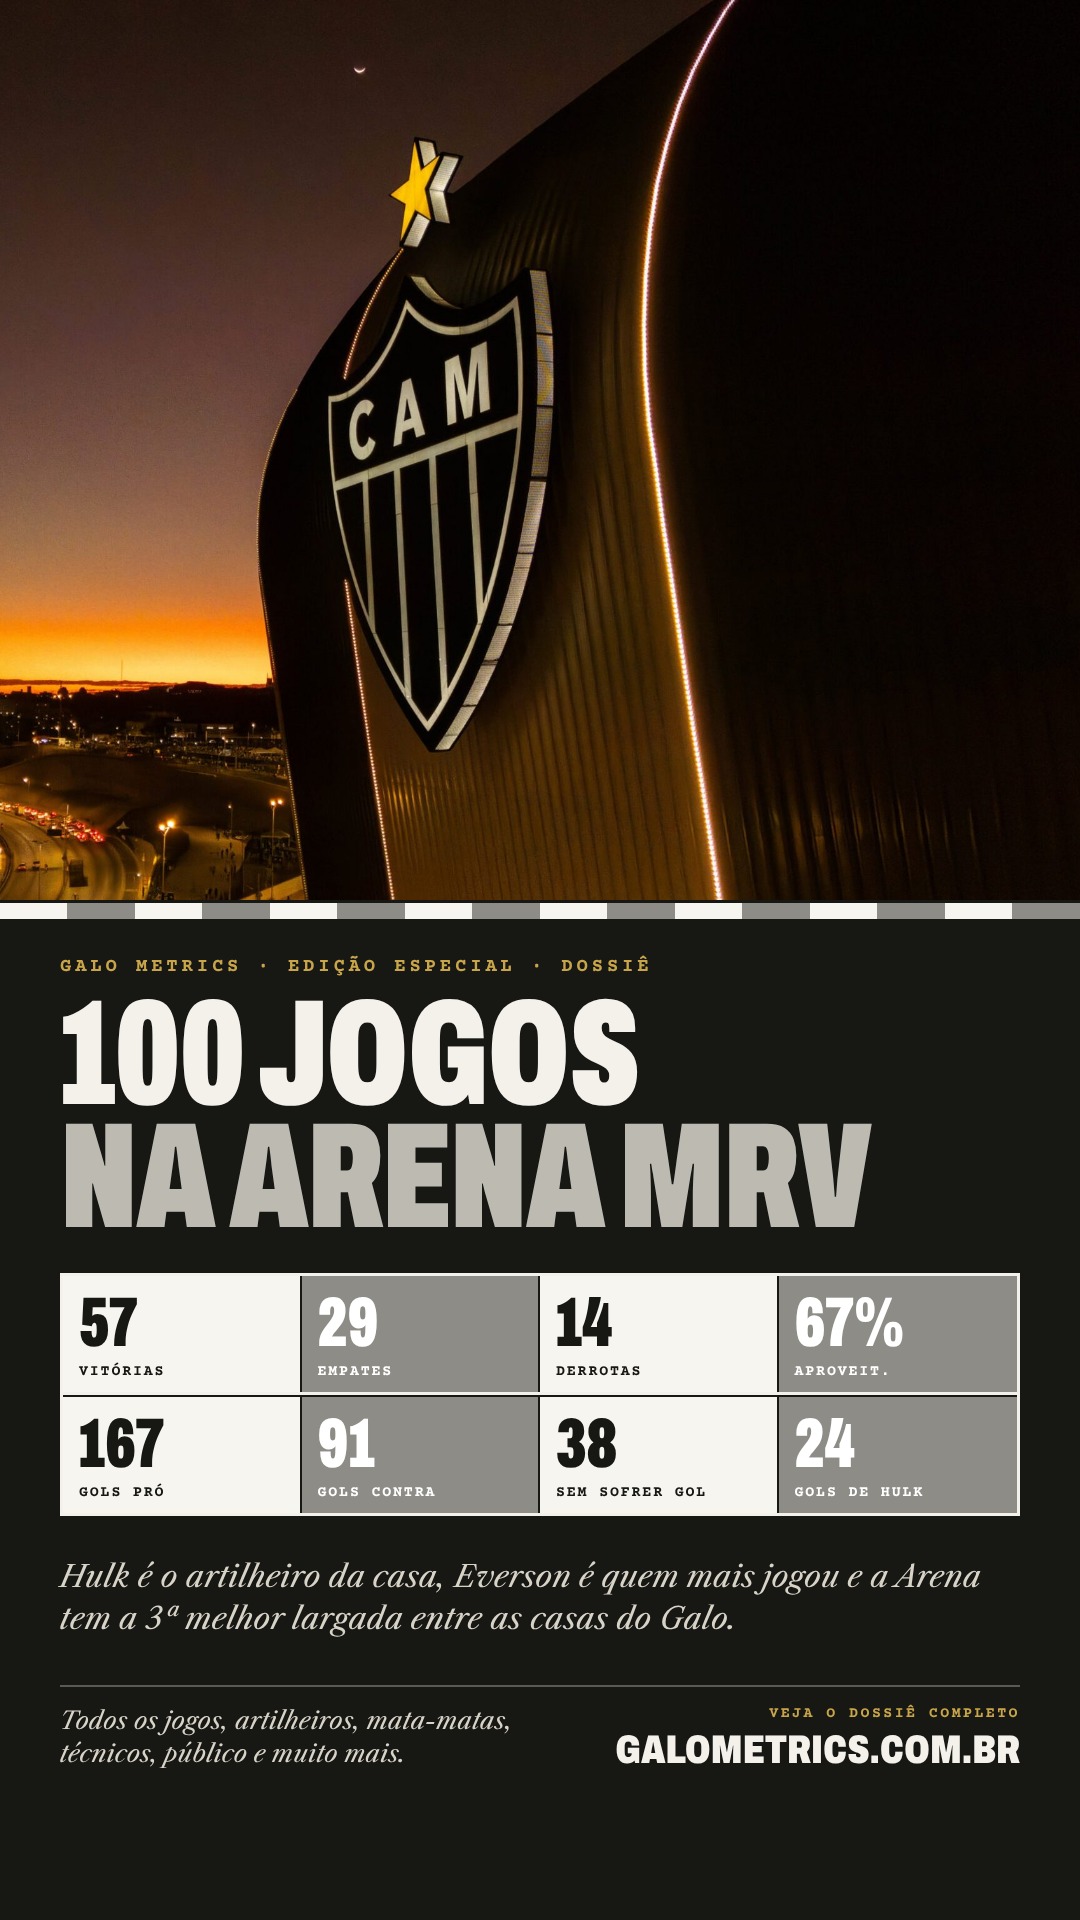 CAM
GALO METRICS · EDIÇÃO ESPECIAL · DOSSIÊ
100 JOGOS
NA ARENA MRV
57
VITÓRIAS
29
EMPATES
14
DERROTAS
67%
APROVEIT.
167
GOLS PRÓ
91
GOLS CONTRA
38
SEM SOFRER GOL
24
GOLS DE HULK
Hulk é o artilheiro da casa, Everson é quem mais jogou e a Arena
tem a 3ª melhor largada entre as casas do Galo.
Todos os jogos, artilheiros, mata-matas,
técnicos, público e muito mais.
VEJA O DOSSIÊ COMPLETO
GALOMETRICS.COM.BR